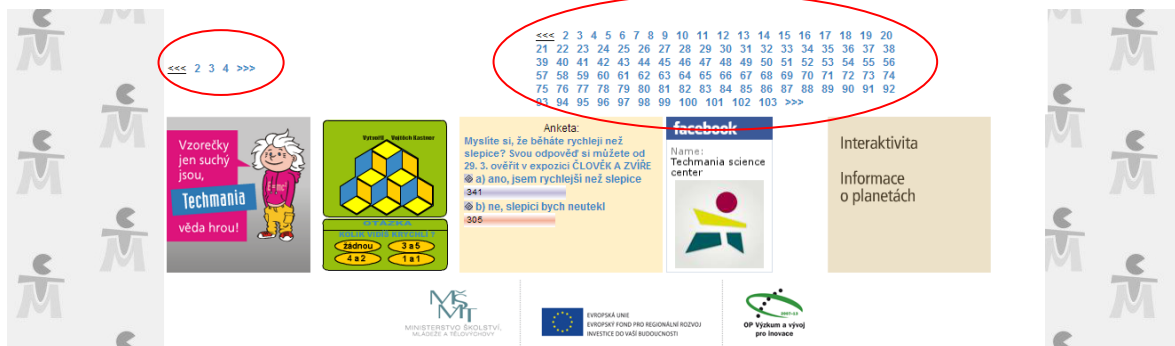 <<< 2 3 4 >>>
<<< 2 3 4 5 6 7 8 9 10 11 12 13 14 15 16 17 18 19 20
21 22 23 24 25 26 27 28 29 30 31 32 33 34 35 36 37 38
39 40 41 42 43 44 45 46 47 48 49 50 51 52 53 54 55 56
57 58 59 60 61 62 63 64 65 66 67 68 69 70 71 72 73 74
75 76 77 78 79 80 81 82 83 84 85 86 87 88 89 90 91 92
93 94 95 96 97 98 99 100 101 102 103 >>>
Vzorečky
jen suchý
jsou,
Techmania
věda hrou!
E=mc²
Vytvořil Vojtěch Kastner
OTÁZKA
KOLIK VIDÍŠ KRYCHLÍ ?
žádnou
3 a 5
4 a 2
1 a 1
Anketa:
Myslíte si, že běháte rychleji než
slepice? Svou odpověď si můžete od
29. 3. ověřit v expozici ČLOVĚK A ZVÍŘE
a) ano, jsem rychlejší než slepice
341
b) ne, slepici bych neutekl
305
facebook
Name:
Techmania science
center
Interaktivita
Informace
o planetách
MŠMT
MINISTERSTVO ŠKOLSTVÍ,
MLÁDEŽE A TĚLOVÝCHOVY
EVROPSKÁ UNIE
EVROPSKÝ FOND PRO REGIONÁLNÍ ROZVOJ
INVESTICE DO VAŠÍ BUDOUCNOSTI
OP Výzkum a vývoj
pro inovace